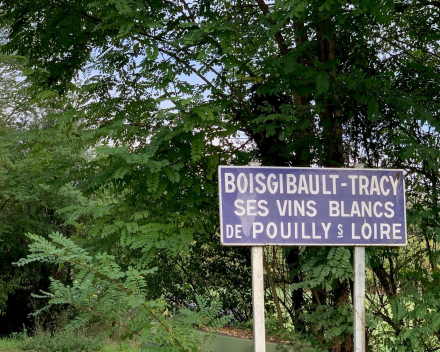 BOISGIBAULT-TRACY
SES VINS BLANCS
DE POUILLY S LOIRE